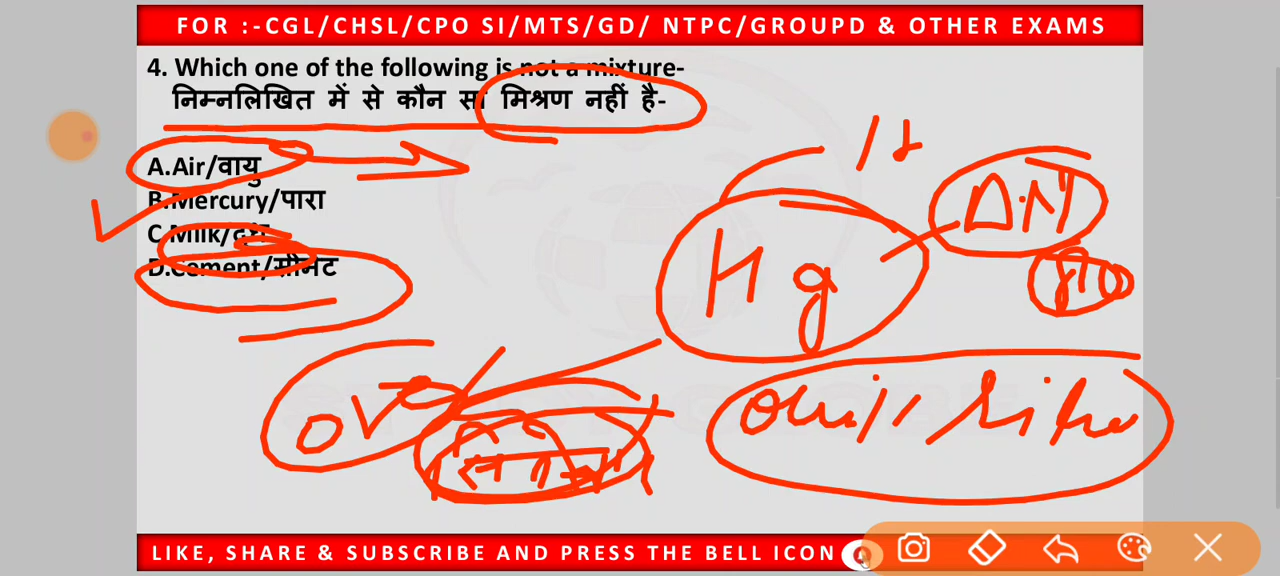 FOR :-CGL/CHSL/CPO SI/MTS/GD/ NTPC/GROUPD & OTHER EXAMS
4. Which one of the following is not a mixture-
निम्नलिखित में से कौन सा मिश्रण नहीं है-
A.Air/वायु
B.Mercury/पारा
C.Milk/दूध
D.Cement/सीमेंट
Hg
LIKE, SHARE & SUBSCRIBE AND PRESS THE BELL ICON